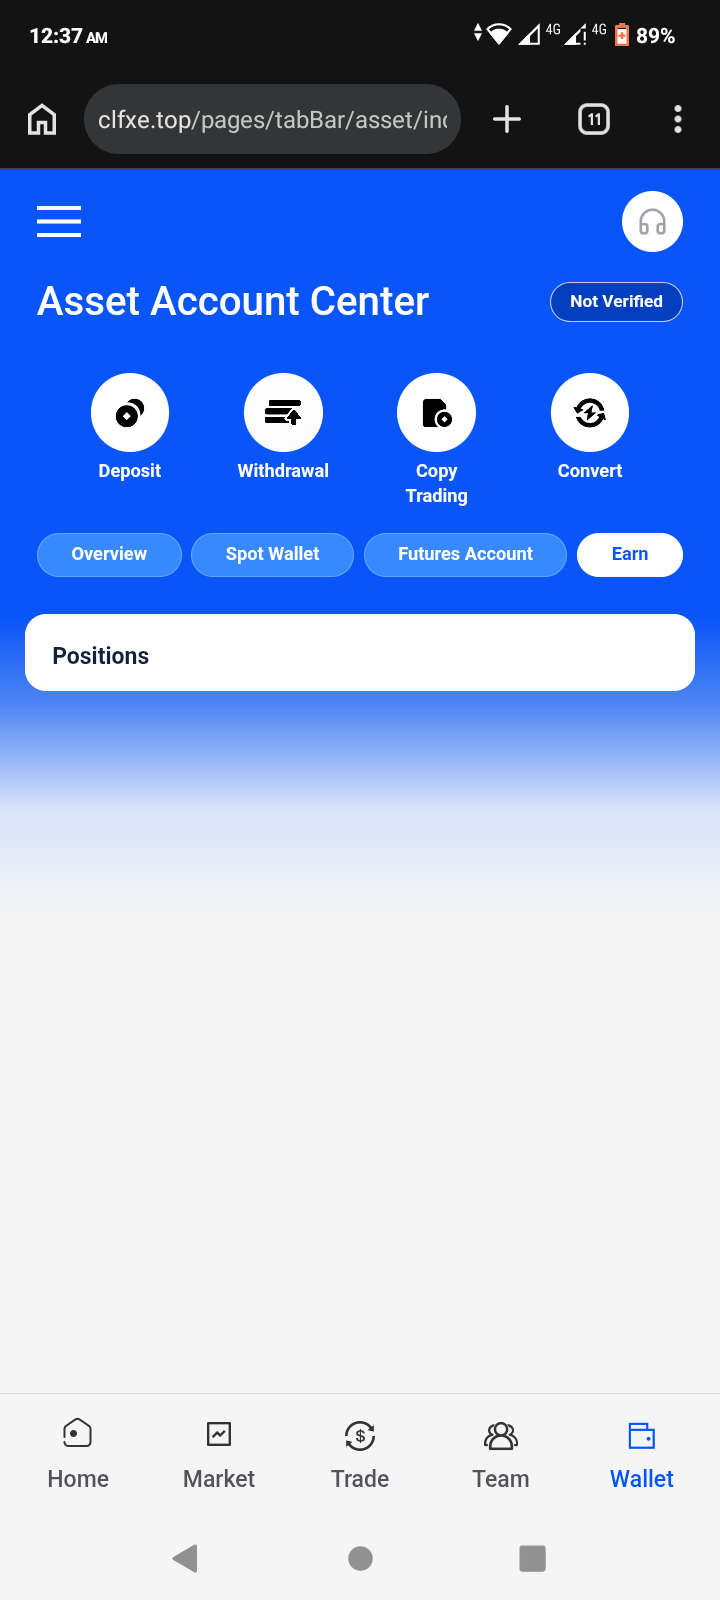 12:37 AM 4G 4G 89%
clfxe.top/pages/tabBar/asset/in
11
Asset Account Center
Not Verified
Deposit
Withdrawal
Copy
Trading
Convert
Overview
Spot Wallet
Futures Account
Earn
Positions
Home
Market
Trade
Team
Wallet